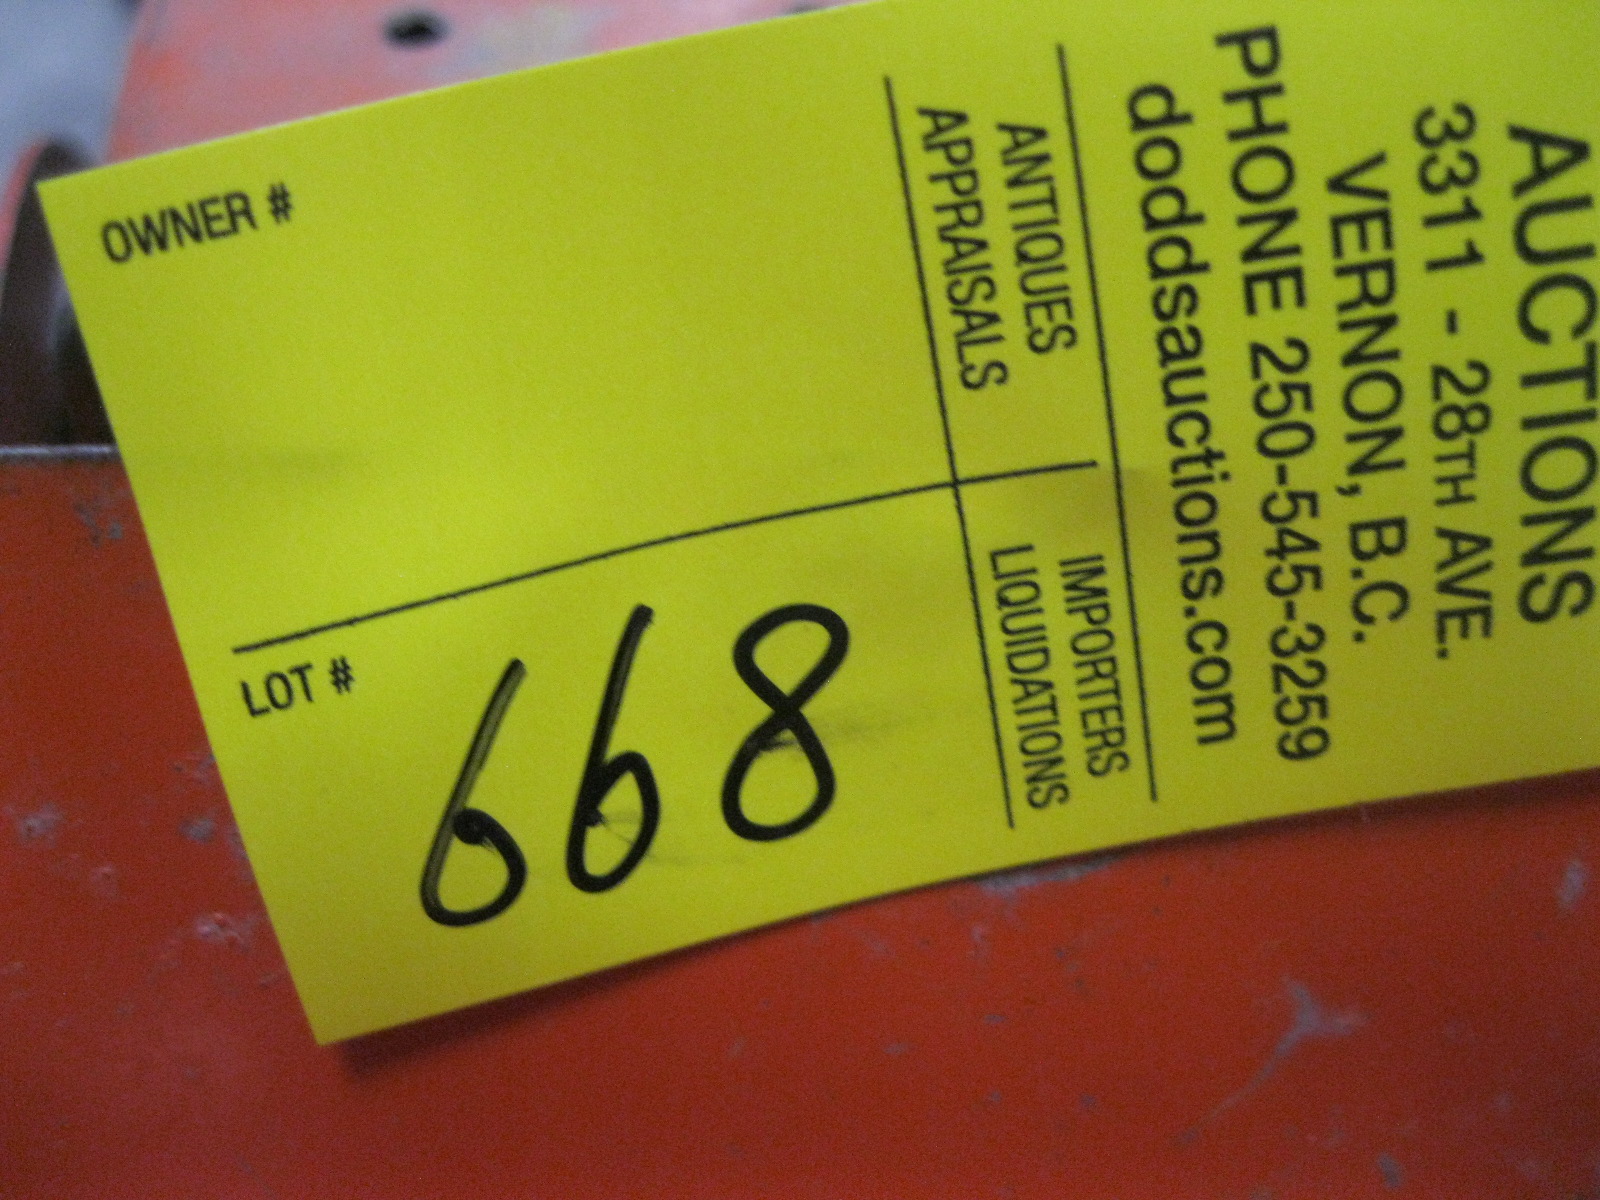 AUCTIONS
3311 - 28TH AVE.
VERNON, B.C.
PHONE 250-545-3259
doddsauctions.com
ANTIQUES
APPRAISALS
IMPORTERS
LIQUIDATIONS
OWNER #
LOT #
668